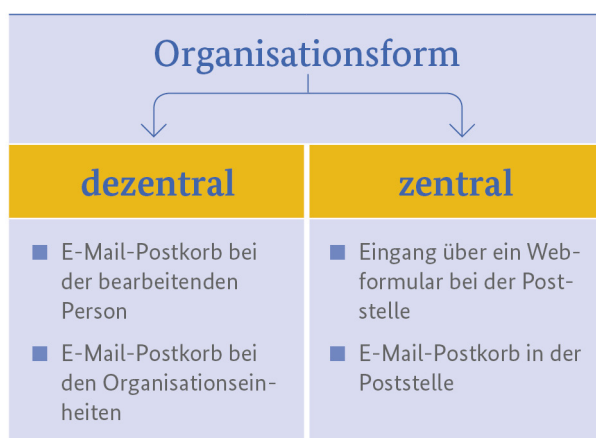 Organisationsform
dezentral
zentral
E-Mail-Postkorb bei
der bearbeitenden
Person
E-Mail-Postkorb bei
den Organisationsein-
heiten
Eingang über ein Web-
formular bei der Post-
stelle
E-Mail-Postkorb in der
Poststelle